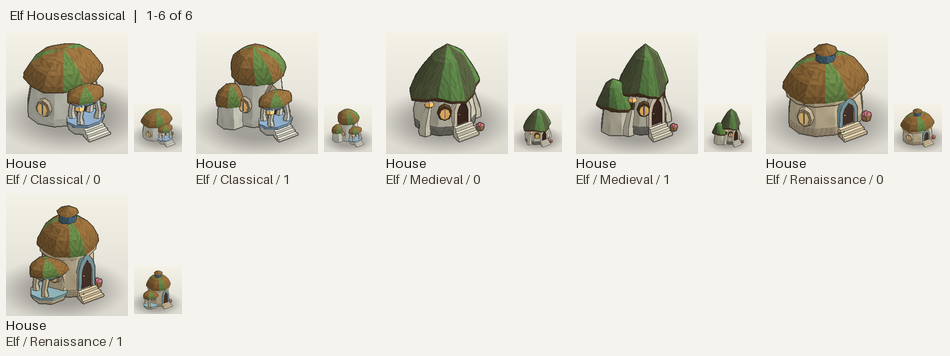 Elf Housesclassical | 1-6 of 6
House
Elf / Classical / 0
House
Elf / Classical / 1
House
Elf / Medieval / 0
House
Elf / Medieval / 1
House
Elf / Renaissance / 0
House
Elf / Renaissance / 1